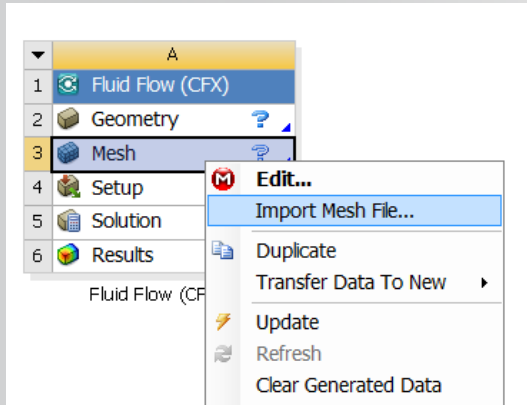 A
1 Fluid Flow (CFX)
2 Geometry ?
3 Mesh ?
4 Setup
5 Solution
6 Results
Fluid Flow (CF
Edit...
Import Mesh File...
Duplicate
Transfer Data To New
Update
Refresh
Clear Generated Data